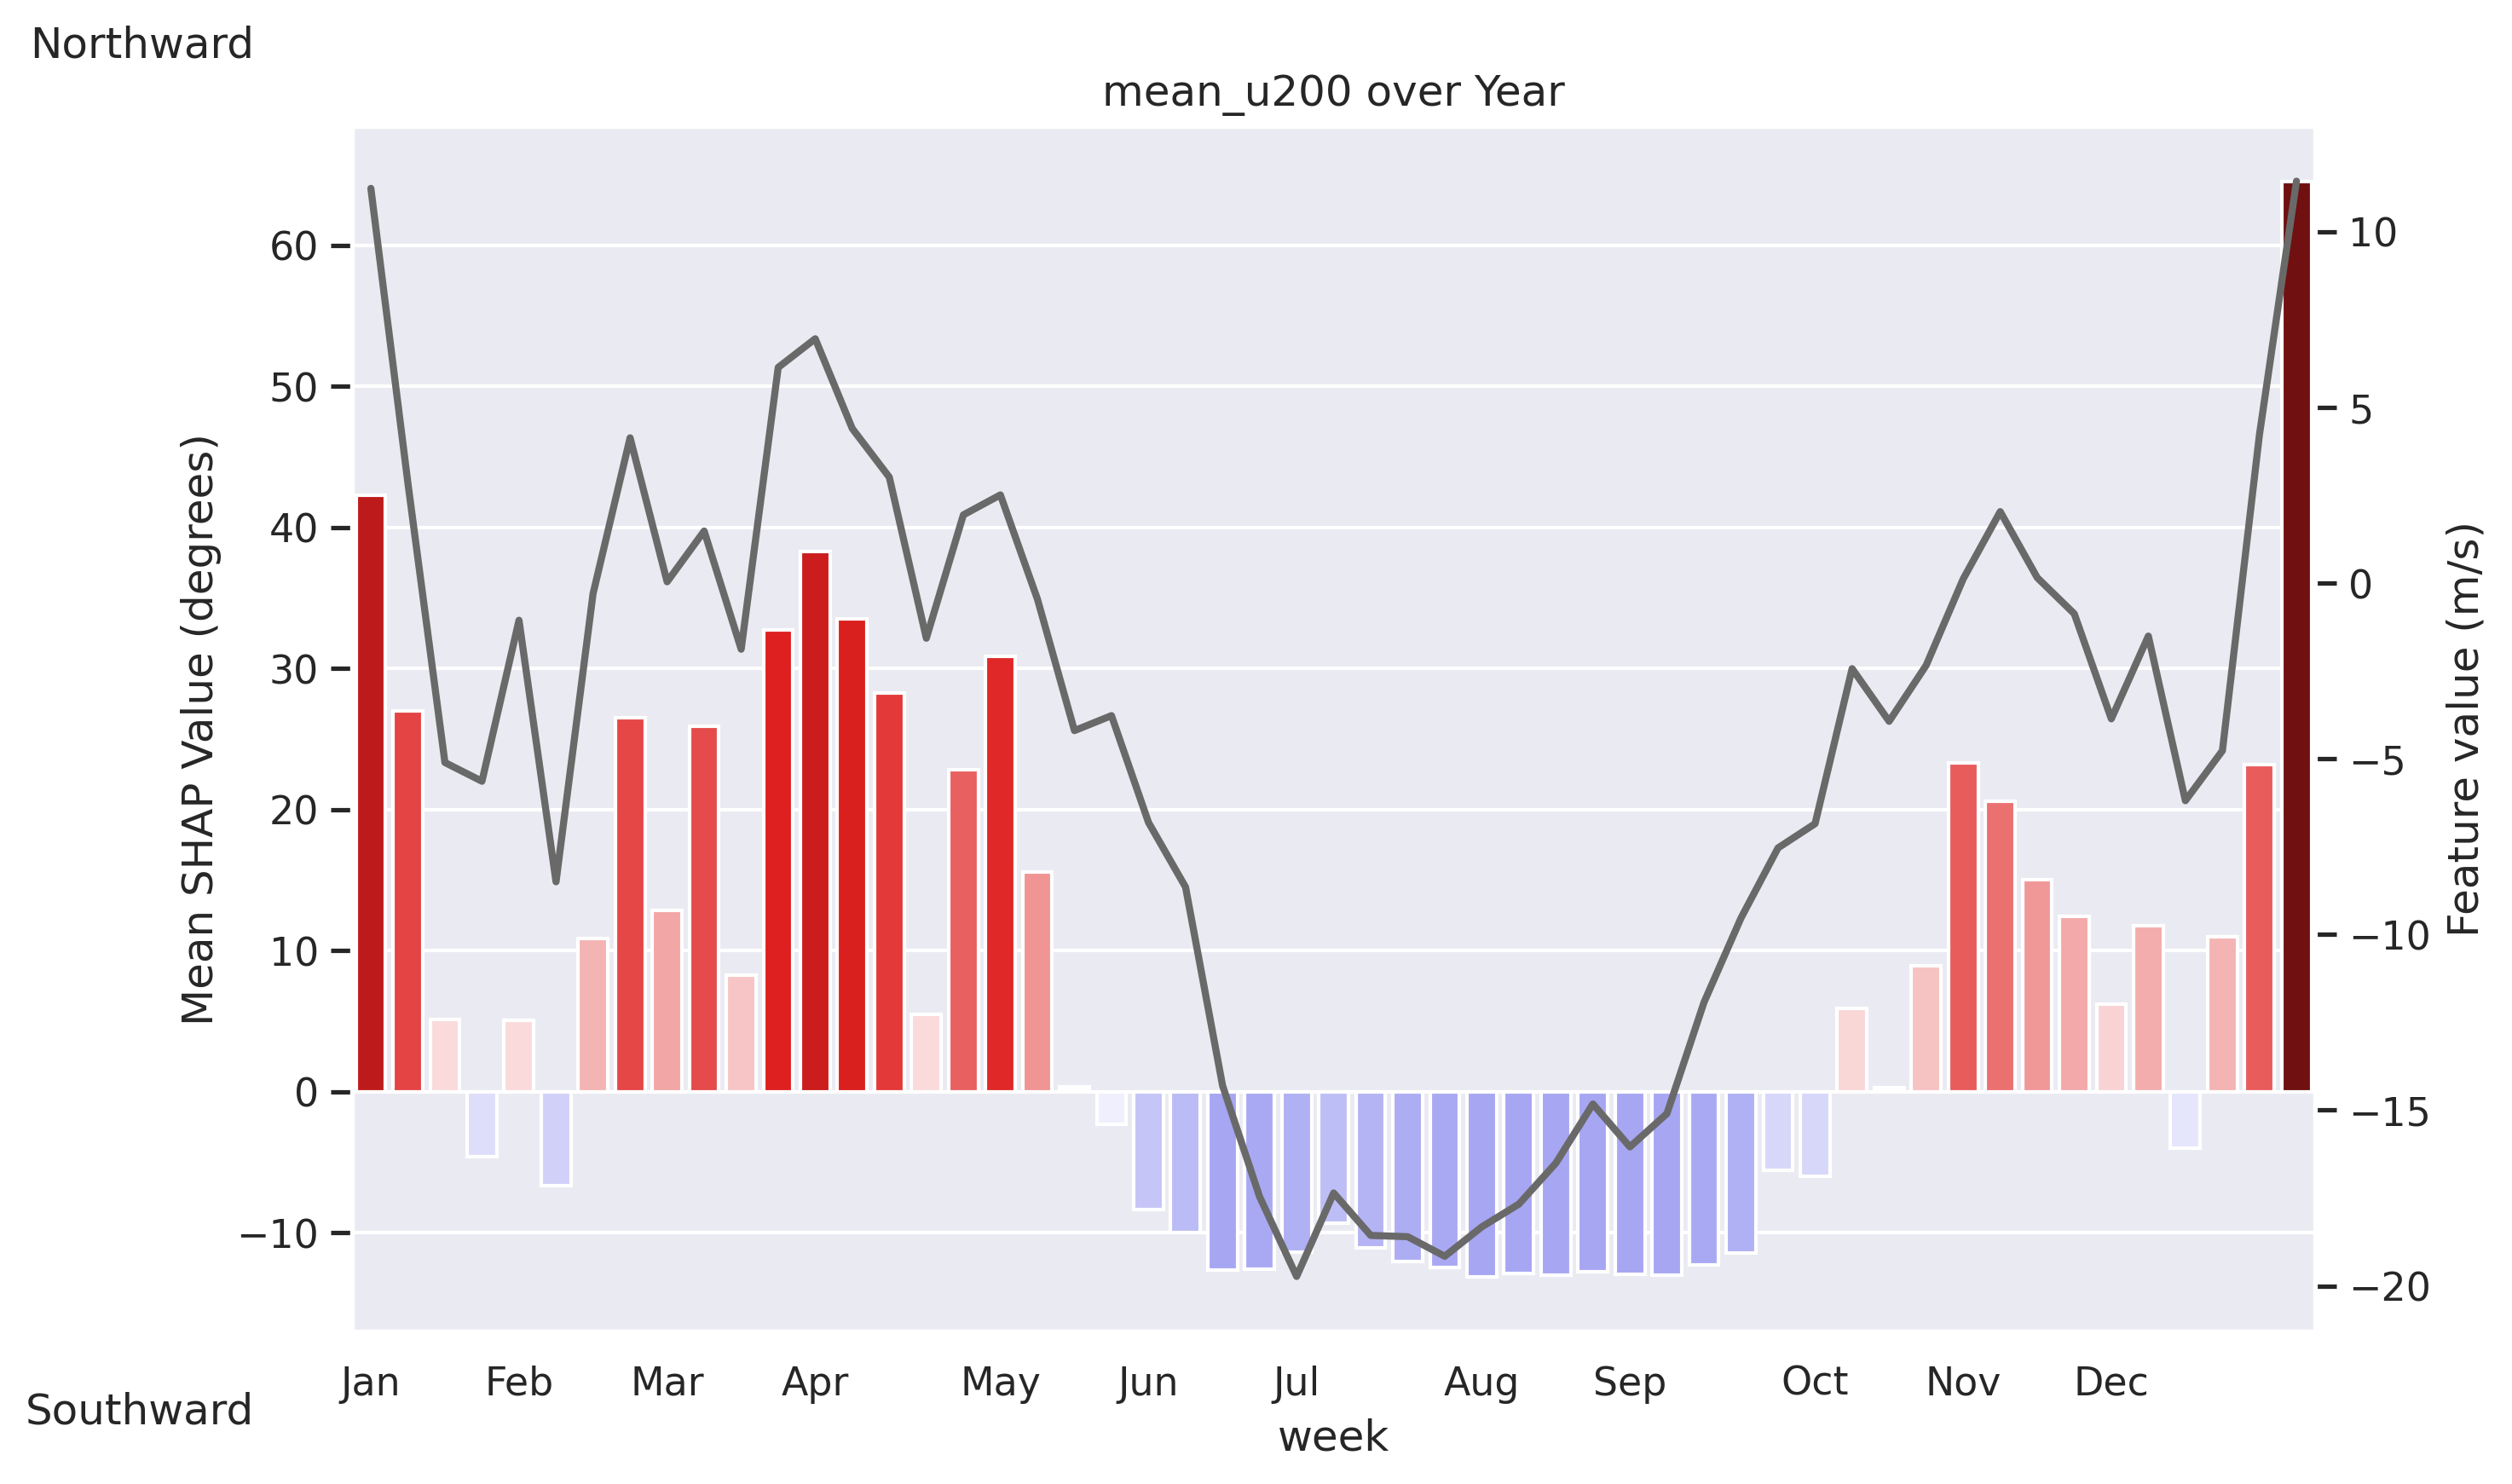 Northward
mean_u200 over Year
Mean SHAP Value (degrees)
60
50
40
30
20
10
0
−10
10
5
0
−5
−10
−15
−20
Feature value (m/s)
Jan Feb Mar Apr May Jun Jul Aug Sep Oct Nov Dec
week
Southward